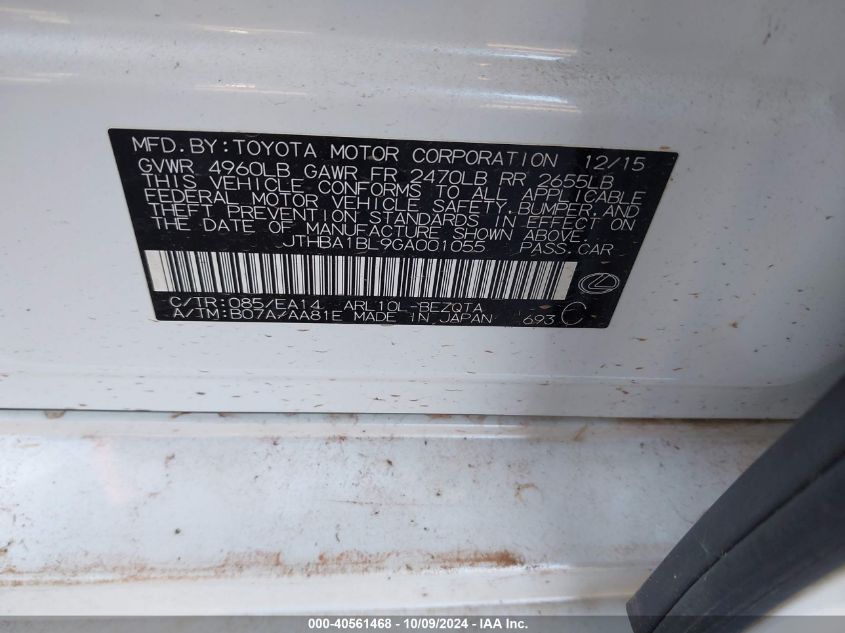 MFD.BY:TOYOTA MOTOR CORPORATION 12/15
GVWR 4960LB GAWR FR 2470LB RR 2655LB
THIS VEHICLE CONFORMS TO ALL APPLICABLE
FEDERAL MOTOR VEHICLE SAFETY,BUMPER,AND
THEFT PREVENTION STANDARDS IN EFFECT ON
THE DATE OF MANUFACTURE SHOWN ABOVE.
JTHBA1BL9GA001055 PASS.CAR
C/TR:085/EA14 ARL10L-BEZQTA
A/TM:B07A/AA81E MADE IN JAPAN 693 C
000-40561468 - 10/09/2024 - IAA Inc.